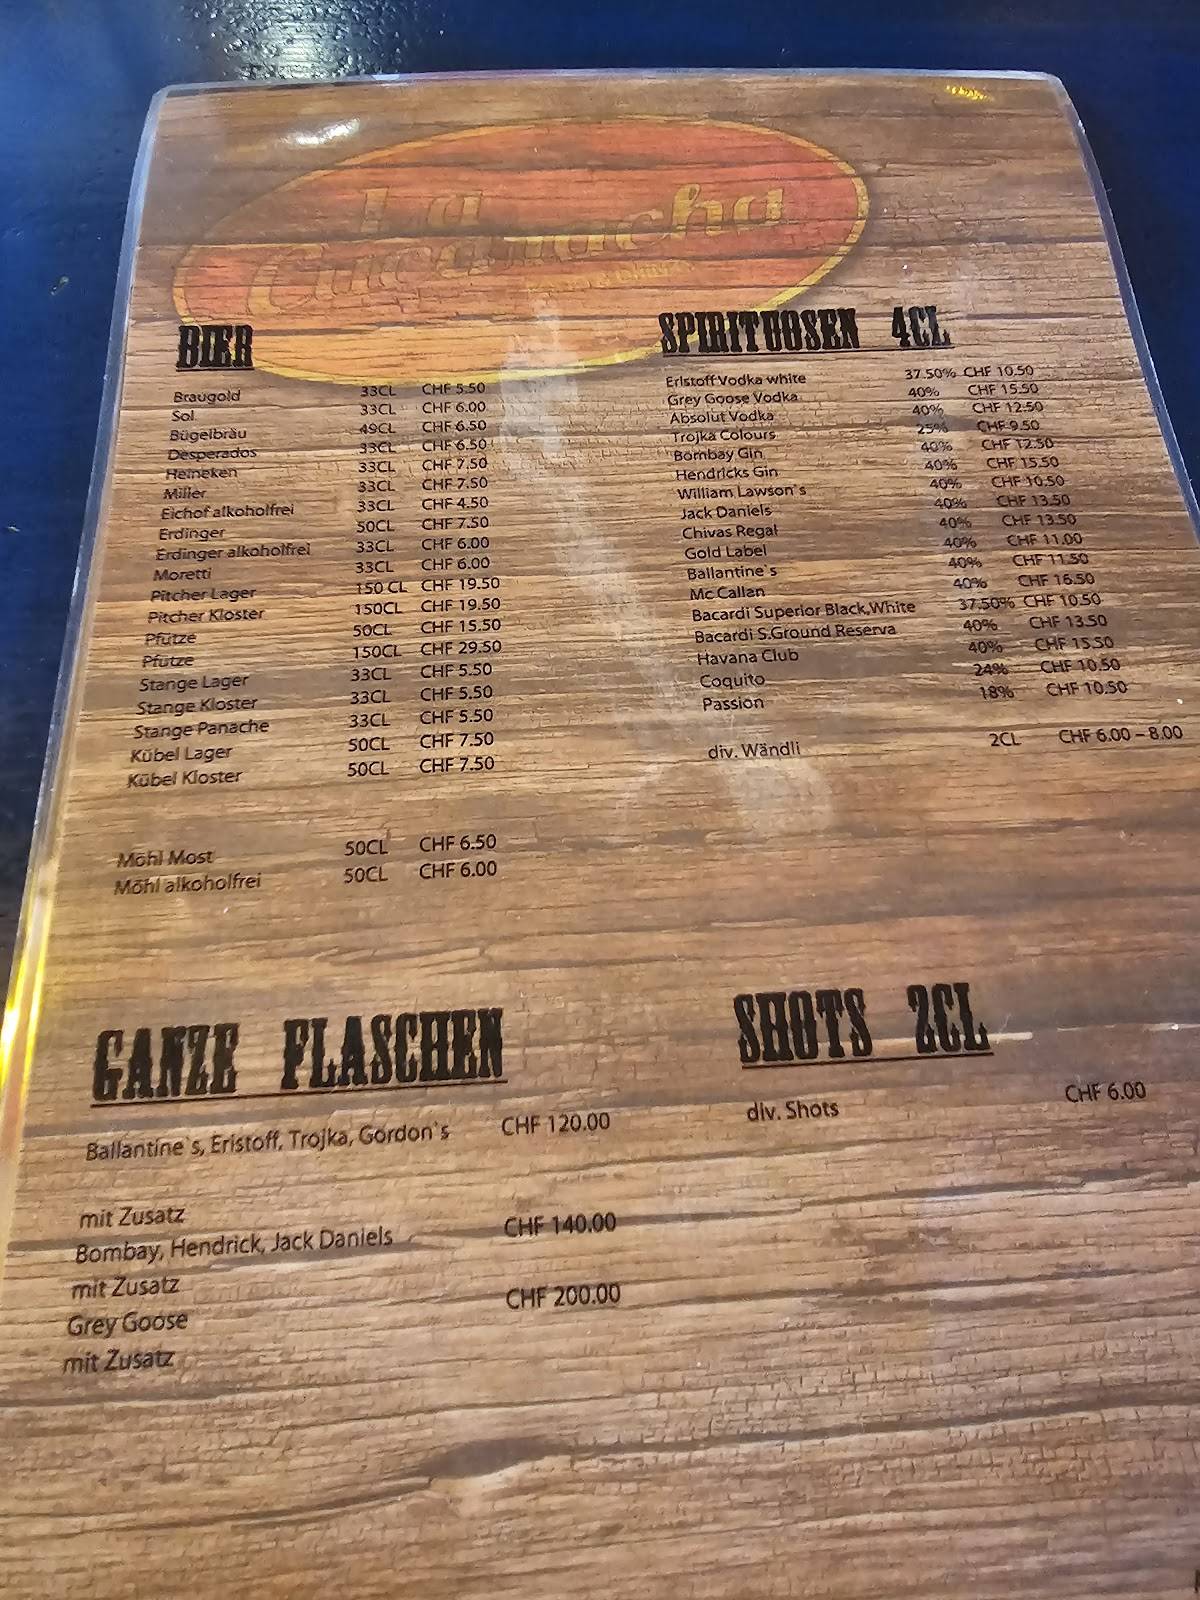 La
Cucaracha
BIER
Braugold 33CL CHF 5.50
Sol 33CL CHF 6.00
Bügelbräu 49CL CHF 6.50
Desperados 33CL CHF 6.50
Heineken 33CL CHF 7.50
Miller 33CL CHF 7.50
Eichof alkoholfrei 33CL CHF 4.50
Erdinger 50CL CHF 7.50
Erdinger alkoholfrei 33CL CHF 6.00
Moretti 33CL CHF 6.00
Pitcher Lager 150 CL CHF 19.50
Pitcher Kloster 150CL CHF 19.50
Pfütze 50CL CHF 15.50
Pfütze 150CL CHF 29.50
Stange Lager 33CL CHF 5.50
Stange Kloster 33CL CHF 5.50
Stange Panache 33CL CHF 5.50
Kübel Lager 50CL CHF 7.50
Kübel Kloster 50CL CHF 7.50
Möhl Most 50CL CHF 6.50
Möhl alkoholfrei 50CL CHF 6.00
SPIRITUOSEN 4CL
Eristoff Vodka white 37.50% CHF 10.50
Grey Goose Vodka 40% CHF 15.50
Absolut Vodka 40% CHF 12.50
Trojka Colours 25% CHF 9.50
Bombay Gin 40% CHF 12.50
Hendricks Gin 40% CHF 15.50
William Lawson`s 40% CHF 10.50
Jack Daniels 40% CHF 13.50
Chivas Regal 40% CHF 13.50
Gold Label 40% CHF 11.00
Ballantine`s 40% CHF 11.50
Mc Callan 40% CHF 16.50
Bacardi Superior Black,White 37.50% CHF 10.50
Bacardi S.Ground Reserva 40% CHF 13.50
Havana Club 40% CHF 15.50
Coquito 24% CHF 10.50
Passion 18% CHF 10.50
div. Wändli 2CL CHF 6.00 – 8.00
GANZE FLASCHEN
Ballantine`s, Eristoff, Trojka, Gordon`s CHF 120.00
mit Zusatz
Bombay, Hendrick, Jack Daniels CHF 140.00
mit Zusatz
Grey Goose CHF 200.00
mit Zusatz
SHOTS 2CL
div. Shots CHF 6.00